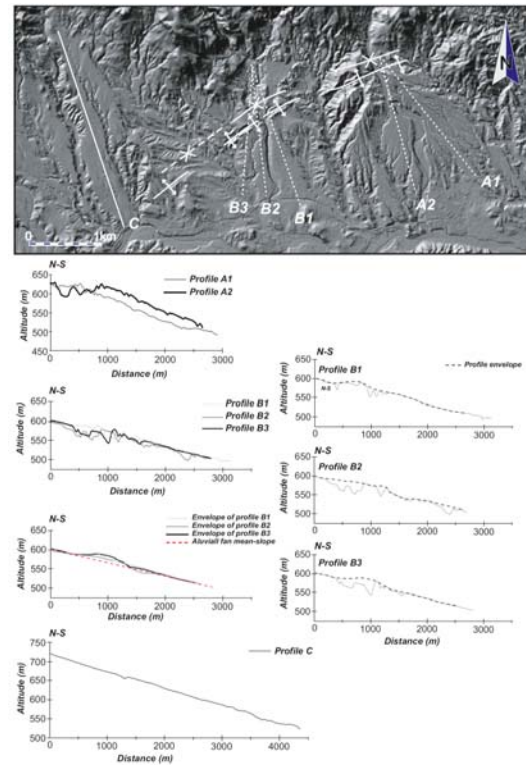 N
C
B3
B2
B1
A2
A1
0 1km
N-S
Profile A1
Profile A2
Altitude (m)
650
600
550
500
450
0 1000 2000 3000
Distance (m)
N-S
Profile B1
Profile B2
Profile B3
Altitude (m)
650
600
550
500
0 1000 2000 3000
Distance (m)
N-S
Envelope of profile B1
Envelope of profile B2
Envelope of profile B3
Alluviall fan mean-slope
Altitude (m)
650
600
550
500
0 1000 2000 3000
Distance (m)
N-S
Profile C
Altitude (m)
750
700
650
600
550
500
0 1000 2000 3000 4000
Distance (m)
N-S
Profile B1
Profile envelope
N-S
Altitude (m)
650
600
550
500
0 1000 2000 3000
N-S
Profile B2
Altitude (m)
650
600
550
500
0 1000 2000 3000
N-S
Profile B3
Altitude (m)
650
600
550
500
0 1000 2000 3000
Distance (m)